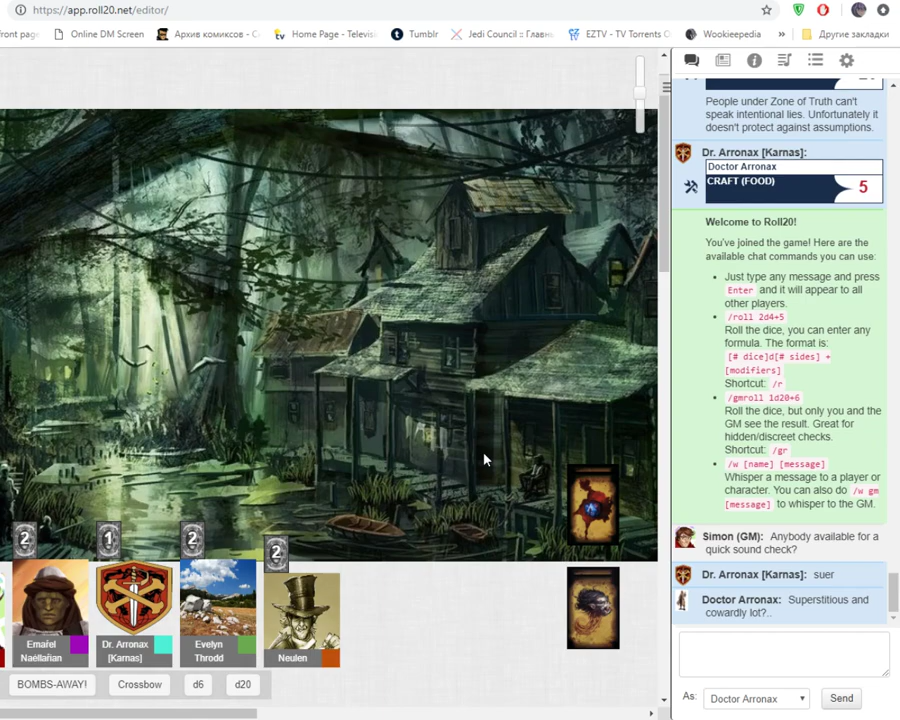 https://app.roll20.net/editor/
front page
Online DM Screen
Архив комиксов - C
Home Page - Televisi
Tumblr
Jedi Council :: Главн
EZTV - TV Torrents O
Wookieepedia
»
Другие закладки
People under Zone of Truth can't
speak intentional lies. Unfortunately it
doesn't protect against assumptions.
Dr. Arronax [Karnas]:
Doctor Arronax
CRAFT (FOOD)
5
Welcome to Roll20!
You've joined the game! Here are the
available chat commands you can use:
Just type any message and press
Enter and it will appear to all
other players.
/roll 2d4+5
Roll the dice, you can enter any
formula. The format is:
[# dice]d[# sides] +
[modifiers]
Shortcut: /r
/gmroll 1d20+6
Roll the dice, but only you and the
GM see the result. Great for
hidden/discreet checks.
Shortcut: /gr
/w [name] [message]
Whisper a message to a player or
character. You can also do /w gm
[message] to whisper to the GM.
Simon (GM): Anybody available for a
quick sound check?
Dr. Arronax [Karnas]: suer
Doctor Arronax: Superstitious and
cowardly lot?..
2
1
2
2
Emařel
Naëllařian
Dr. Arronax
[Karnas]
Evelyn
Throdd
Neulen
BOMBS-AWAY!
Crossbow
d6
d20
As:
Doctor Arronax
Send